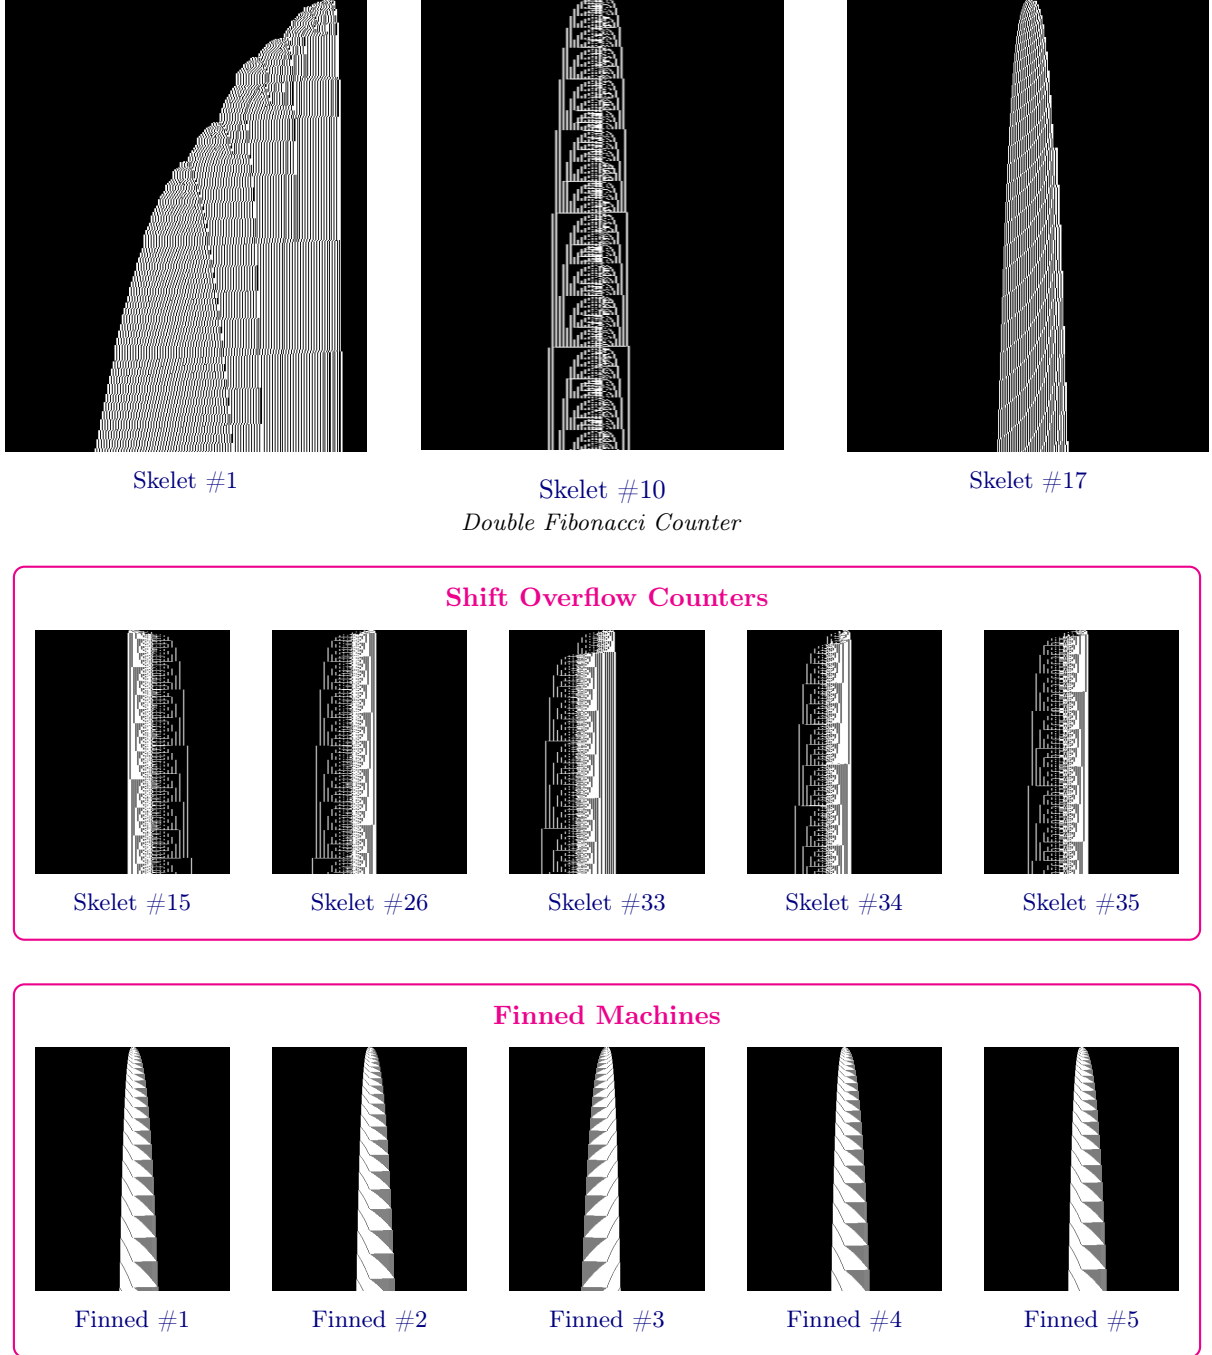 Skelet #1
Skelet #10
Skelet #17
Double Fibonacci Counter
Shift Overflow Counters
Skelet #15
Skelet #26
Skelet #33
Skelet #34
Skelet #35
Finned Machines
Finned #1
Finned #2
Finned #3
Finned #4
Finned #5